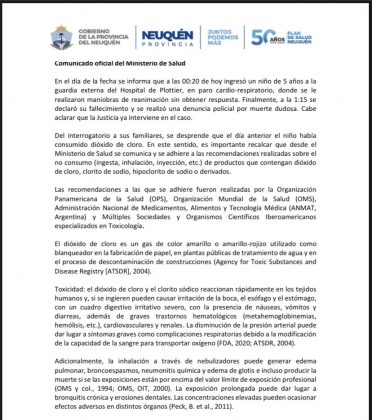 GOBIERNO
DE LA PROVINCIA
DEL NEUQUÉN
NEUQUÉN
PROVINCIA
JUNTOS
PODEMOS
MÁS
50 AÑOS
PLAN
EN SALUD
NEUQUÉN
Comunicado oficial del Ministerio de Salud
En el día de la fecha se informa que a las 00:20 de hoy ingresó un niño de 5 años a la
guardia externa del Hospital de Plottier, en paro cardio-respiratorio, donde se le
realizaron maniobras de reanimación sin obtener respuesta. Finalmente, a la 1:15 se
declaró su fallecimiento y se realizó una denuncia policial por muerte dudosa. Cabe
aclarar que la Justicia ya interviene en el caso.
Del interrogatorio a sus familiares, se desprende que el día anterior el niño había
consumido dióxido de cloro. En este sentido, es importante recalcar que desde el
Ministerio de Salud se comunica y se adhiere a las recomendaciones realizadas sobre el
no consumo (ingesta, inhalación, inyección, etc.) de productos que contengan dióxido
de cloro, clorito de sodio, hipoclorito de sodio o derivados.
Las recomendaciones a las que se adhiere fueron realizadas por la Organización
Panamericana de la Salud (OPS), Organización Mundial de la Salud (OMS),
Administración Nacional de Medicamentos, Alimentos y Tecnología Médica (ANMAT,
Argentina) y Múltiples Sociedades y Organismos Científicos Iberoamericanos
especializados en Toxicología.
El dióxido de cloro es un gas de color amarillo o amarillo-rojizo utilizado como
blanqueador en la fabricación de papel, en plantas públicas de tratamiento de agua y en
el proceso de descontaminación de construcciones (Agency for Toxic Substances and
Disease Registry [ATSDR], 2004).
Toxicidad: el dióxido de cloro y el clorito sódico reaccionan rápidamente en los tejidos
humanos y, si se ingieren pueden causar irritación de la boca, el esófago y el estómago,
con un cuadro digestivo irritativo severo, con la presencia de náuseas, vómitos y
diarreas, además de graves trastornos hematológicos (metahemoglobinemias,
hemólisis, etc.), cardiovasculares y renales. La disminución de la presión arterial puede
dar lugar a síntomas graves como complicaciones respiratorias debido a la modificación
de la capacidad de la sangre para transportar oxígeno (FDA, 2020; ATSDR, 2004).
Adicionalmente, la inhalación a través de nebulizadores puede generar edema
pulmonar, broncoespasmos, neumonitis química y edema de glotis e incluso producir la
muerte si se las exposiciones están por encima del valor límite de exposición profesional
(OMS y col., 1994; OMS, OIT, 2000). La exposición prolongada puede dar lugar a
bronquitis crónica y erosiones dentales. Las concentraciones elevadas pueden ocasionar
efectos adversos en distintos órganos (Peck, B. et al., 2011).